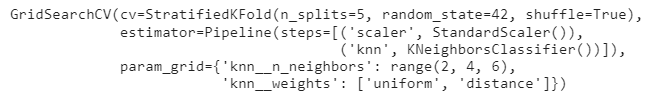 GridSearchCV(cv=StratifiedKFold(n_splits=5, random_state=42, shuffle=True),
             estimator=Pipeline(steps=[('scaler', StandardScaler()),
                                       ('knn', KNeighborsClassifier())]),
             param_grid={'knn__n_neighbors': range(2, 4, 6),
                         'knn__weights': ['uniform', 'distance']})